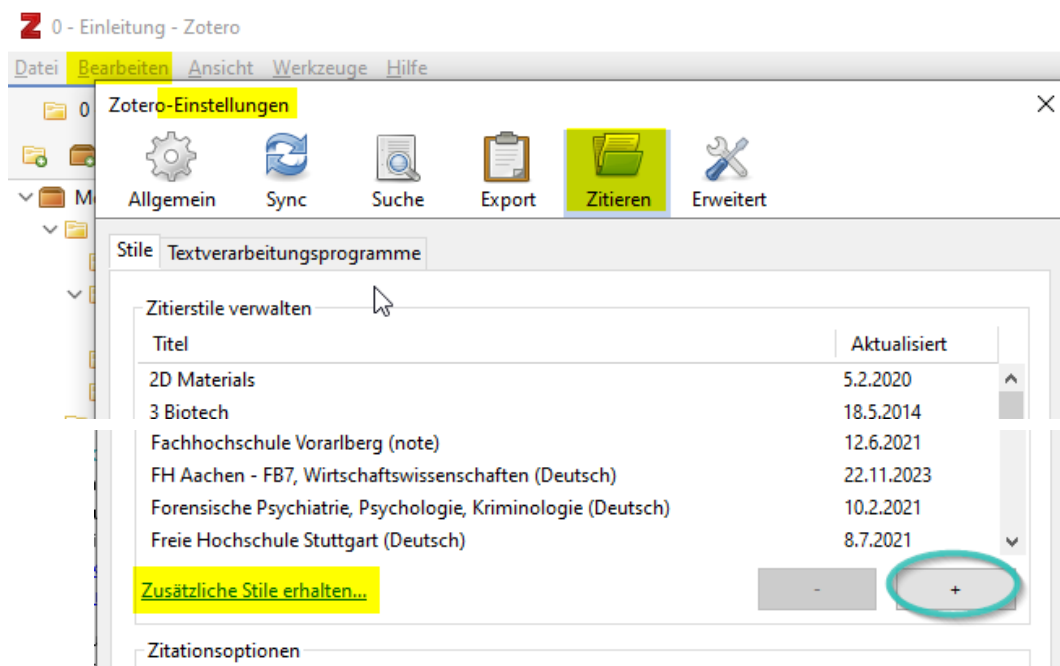 Z 0 - Einleitung - Zotero
Datei Bearbeiten Ansicht Werkzeuge Hilfe
0 Zotero-Einstellungen
Allgemein Sync Suche Export Zitieren Erweitert
Stile Textverarbeitungsprogramme
Zitierstile verwalten
Titel Aktualisiert
2D Materials 5.2.2020
3 Biotech 18.5.2014
Fachhochschule Vorarlberg (note) 12.6.2021
FH Aachen - FB7, Wirtschaftswissenschaften (Deutsch) 22.11.2023
Forensische Psychiatrie, Psychologie, Kriminologie (Deutsch) 10.2.2021
Freie Hochschule Stuttgart (Deutsch) 8.7.2021
Zusätzliche Stile erhalten... - +
Zitationsoptionen